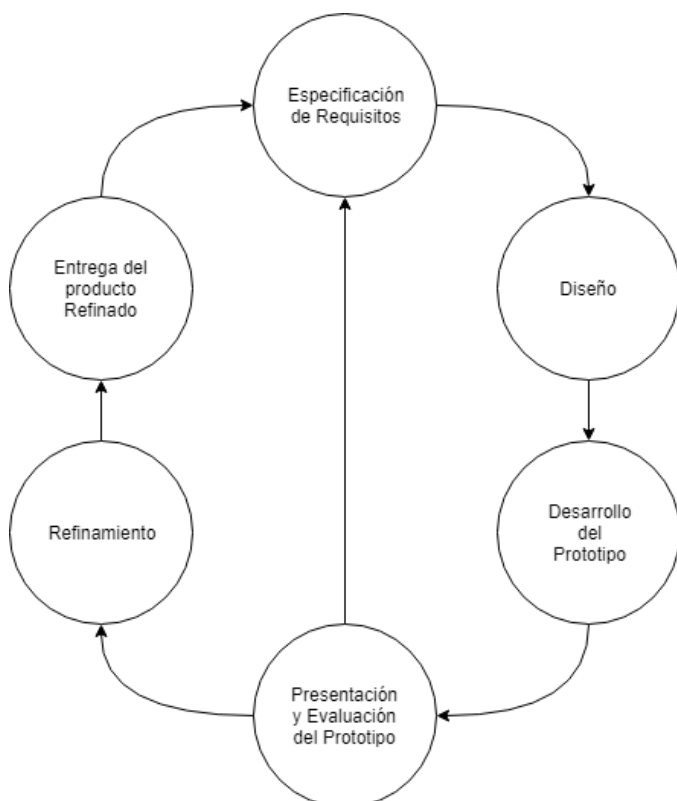 Especificación
de Requisitos
Diseño
Desarrollo
del
Prototipo
Presentación
y Evaluación
del Prototipo
Refinamiento
Entrega del
producto
Refinado